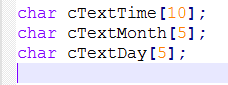 char cTextTime[10];
char cTextMonth[5];
char cTextDay[5];